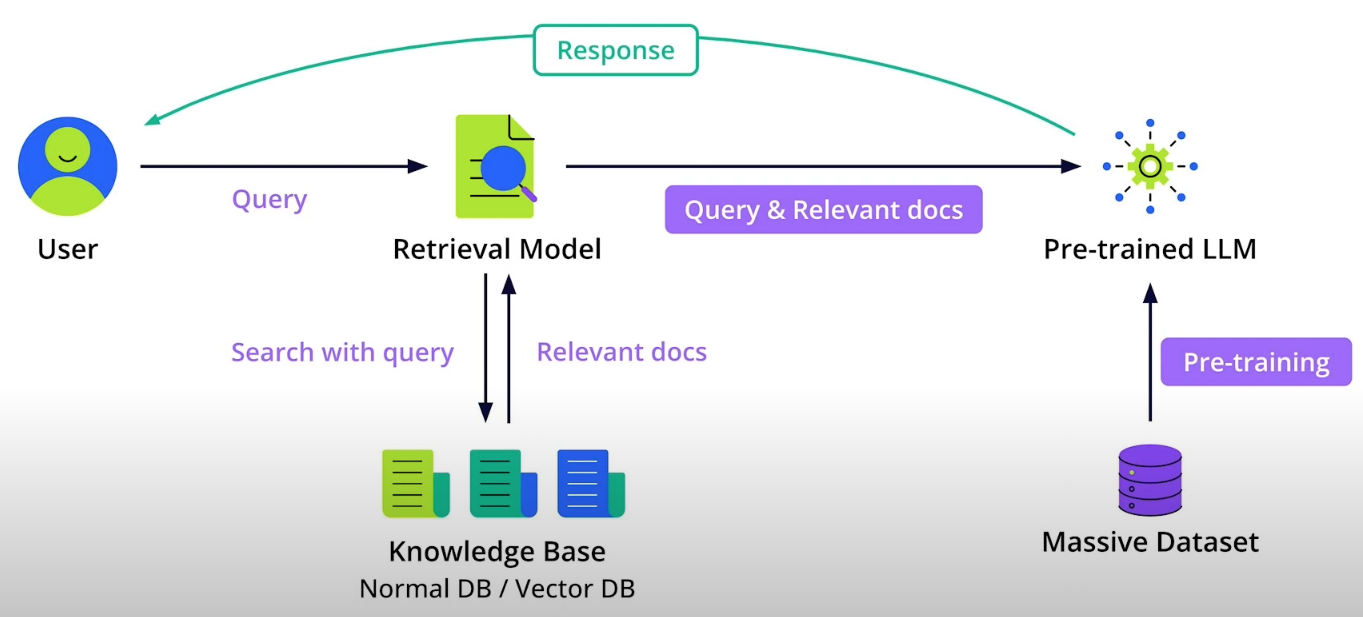 Response
Query
Query & Relevant docs
User
Retrieval Model
Pre-trained LLM
Search with query
Relevant docs
Pre-training
Knowledge Base
Normal DB / Vector DB
Massive Dataset